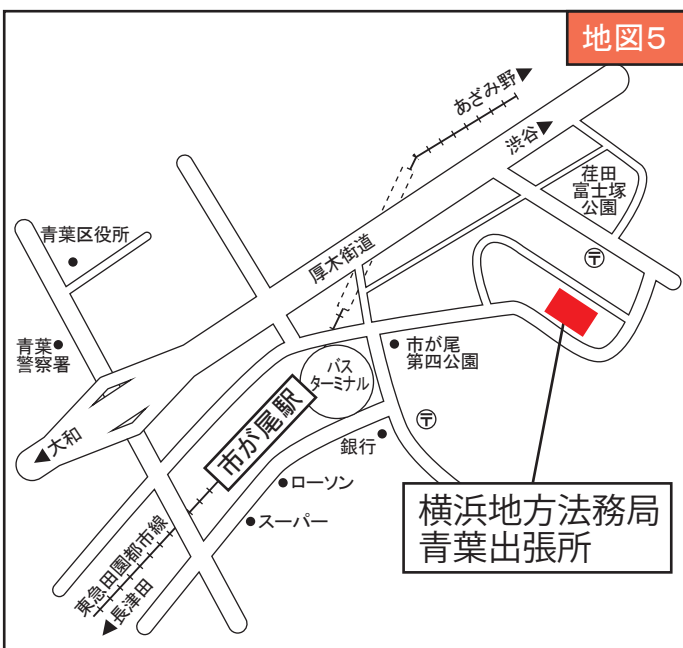 地図5
あざみ野▶
渋谷▶
荏田
富士塚
公園
青葉区役所
厚木街道
〒
青葉
警察署
市が尾
第四公園
バス
ターミナル
◀大和
市が尾駅
〒
銀行
ローソン
スーパー
横浜地方法務局
青葉出張所
東急田園都市線
◀長津田